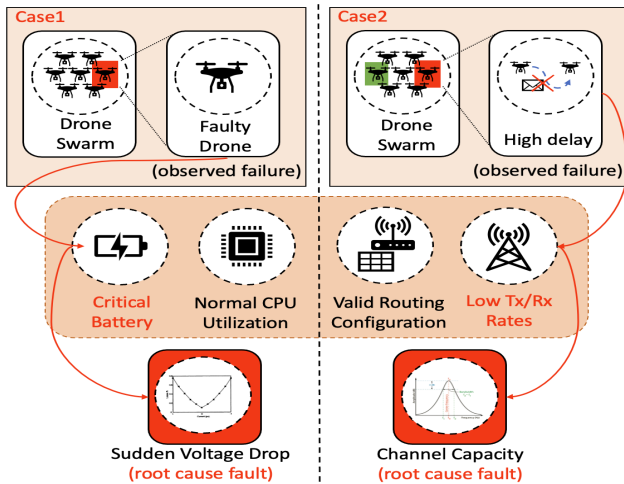 Case1
Case2
Drone
Swarm
Faulty
Drone
(observed failure)
Drone
Swarm
High delay
(observed failure)
Critical
Battery
Normal CPU
Utilization
Valid Routing
Configuration
Low Tx/Rx
Rates
Sudden Voltage Drop
(root cause fault)
Channel Capacity
(root cause fault)